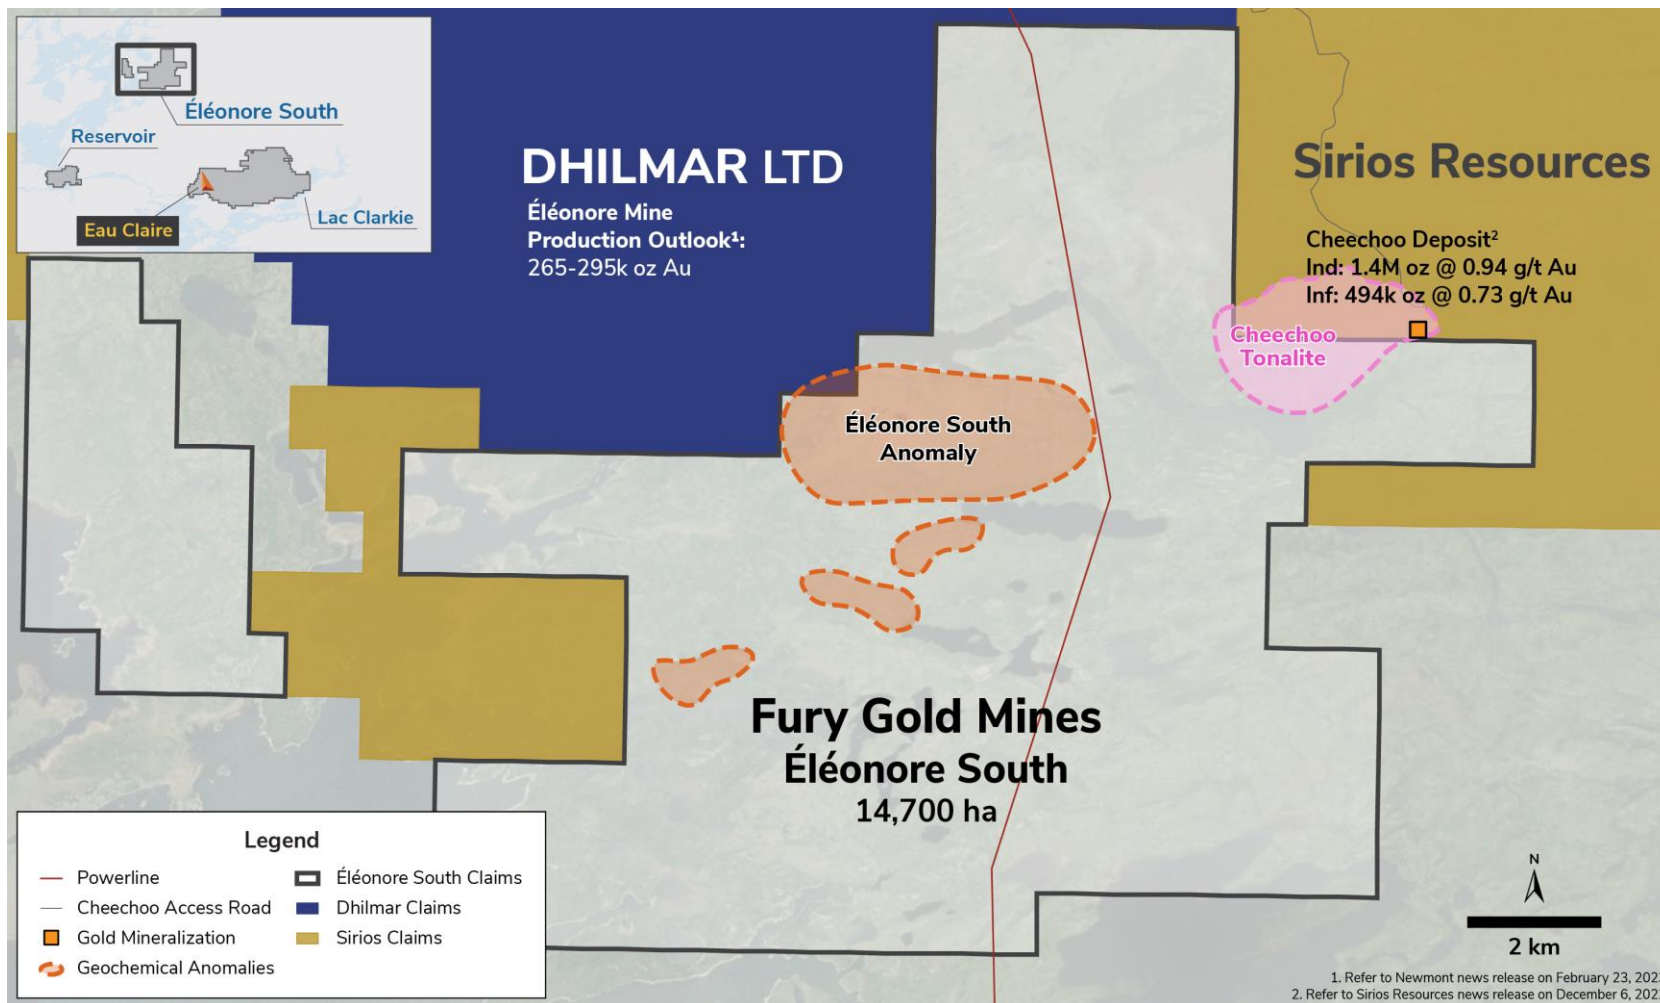 Éléonore South
Reservoir
Eau Claire
Lac Clarkie
DHILMAR LTD
Éléonore Mine
Production Outlook¹:
265-295k oz Au
Sirios Resources
Cheechoo Deposit²
Ind: 1.4M oz @ 0.94 g/t Au
Inf: 494k oz @ 0.73 g/t Au
Cheechoo
Tonalite
Éléonore South
Anomaly
Fury Gold Mines
Éléonore South
14,700 ha
Legend
Powerline
Cheechoo Access Road
Gold Mineralization
Geochemical Anomalies
Éléonore South Claims
Dhilmar Claims
Sirios Claims
N
2 km
1. Refer to Newmont news release on February 23, 202
2. Refer to Sirios Resources news release on December 6, 202